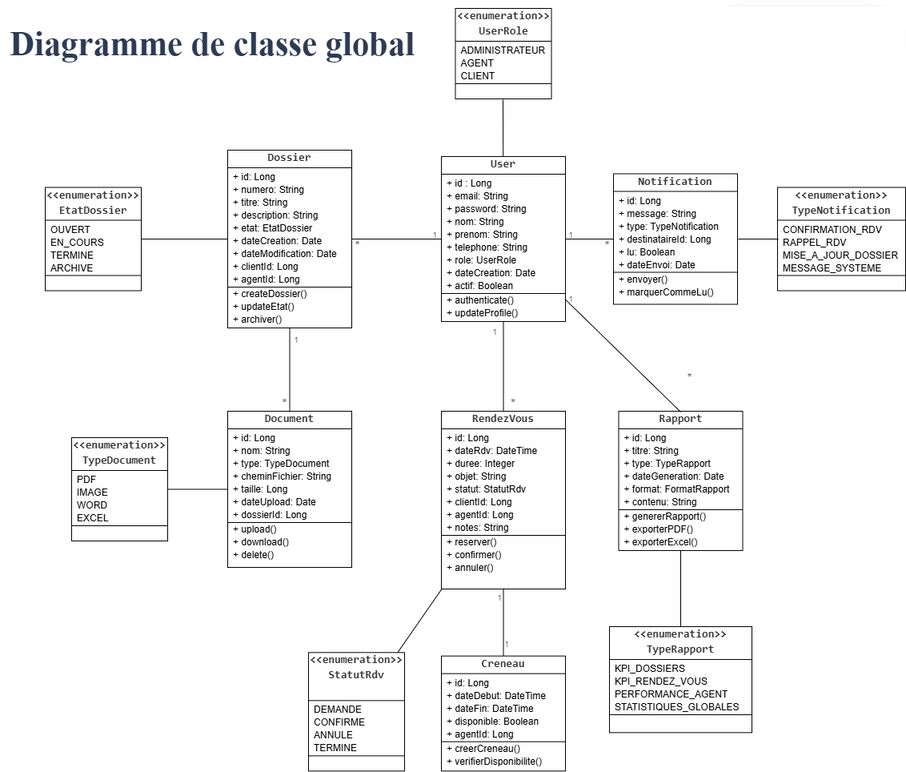 Diagramme de classe global
<<enumeration>>
UserRole
ADMINISTRATEUR
AGENT
CLIENT
Dossier
+ id: Long
+ numero: String
+ titre: String
+ description: String
+ etat: EtatDossier
+ dateCreation: Date
+ dateModification: Date
+ clientId: Long
+ agentId: Long
+ createDossier()
+ updateEtat()
+ archiver()
User
+ id : Long
+ email: String
+ password: String
+ nom: String
+ prenom: String
+ telephone: String
+ role: UserRole
+ dateCreation: Date
+ actif: Boolean
+ authenticate()
+ updateProfile()
Notification
+ id: Long
+ message: String
+ type: TypeNotification
+ destinataireId: Long
+ lu: Boolean
+ dateEnvoi: Date
+ envoyer()
+ marquerCommeLu()
<<enumeration>>
EtatDossier
OUVERT
EN_COURS
TERMINE
ARCHIVE
<<enumeration>>
TypeNotification
CONFIRMATION_RDV
RAPPEL_RDV
MISE_A_JOUR_DOSSIER
MESSAGE_SYSTEME
*
1
1
*
1
1
1
*
*
*
Document
+ id: Long
+ nom: String
+ type: TypeDocument
+ cheminFichier: String
+ taille: Long
+ dateUpload: Date
+ dossierId: Long
+ upload()
+ download()
+ delete()
RendezVous
+ id: Long
+ dateRdv: DateTime
+ duree: Integer
+ objet: String
+ statut: StatutRdv
+ clientId: Long
+ agentId: Long
+ notes: String
+ reserver()
+ confirmer()
+ annuler()
Rapport
+ id: Long
+ titre: String
+ type: TypeRapport
+ dateGeneration: Date
+ format: FormatRapport
+ contenu: String
+ genererRapport()
+ exporterPDF()
+ exporterExcel()
<<enumeration>>
TypeDocument
PDF
IMAGE
WORD
EXCEL
1
1
<<enumeration>>
StatutRdv
DEMANDE
CONFIRME
ANNULE
TERMINE
Creneau
+ id: Long
+ dateDebut: DateTime
+ dateFin: DateTime
+ disponible: Boolean
+ agentId: Long
+ creerCreneau()
+ verifierDisponibilite()
<<enumeration>>
TypeRapport
KPI_DOSSIERS
KPI_RENDEZ_VOUS
PERFORMANCE_AGENT
STATISTIQUES_GLOBALES